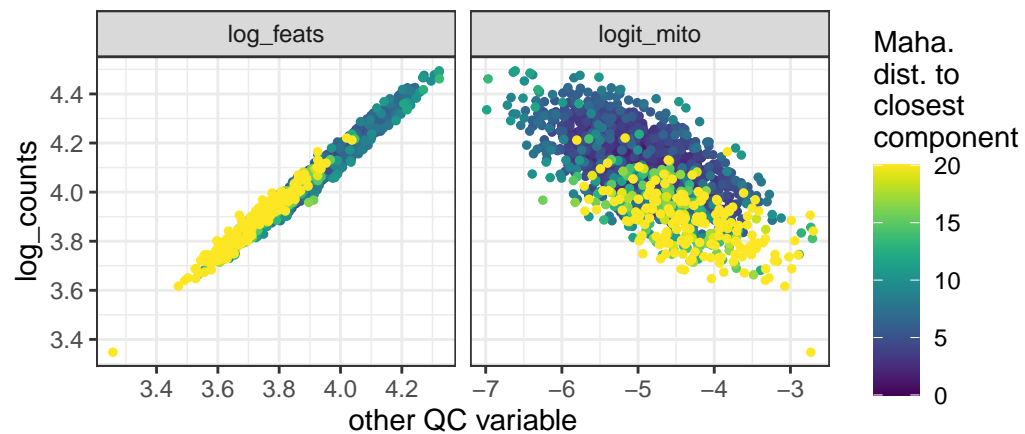 log_feats
logit_mito
log_counts
4.4
4.2
4.0
3.8
3.6
3.4
3.4
3.6
3.8
4.0
4.2
−7
−6
−5
−4
−3
other QC variable
Maha.
dist. to
closest
component
20
15
10
5
0